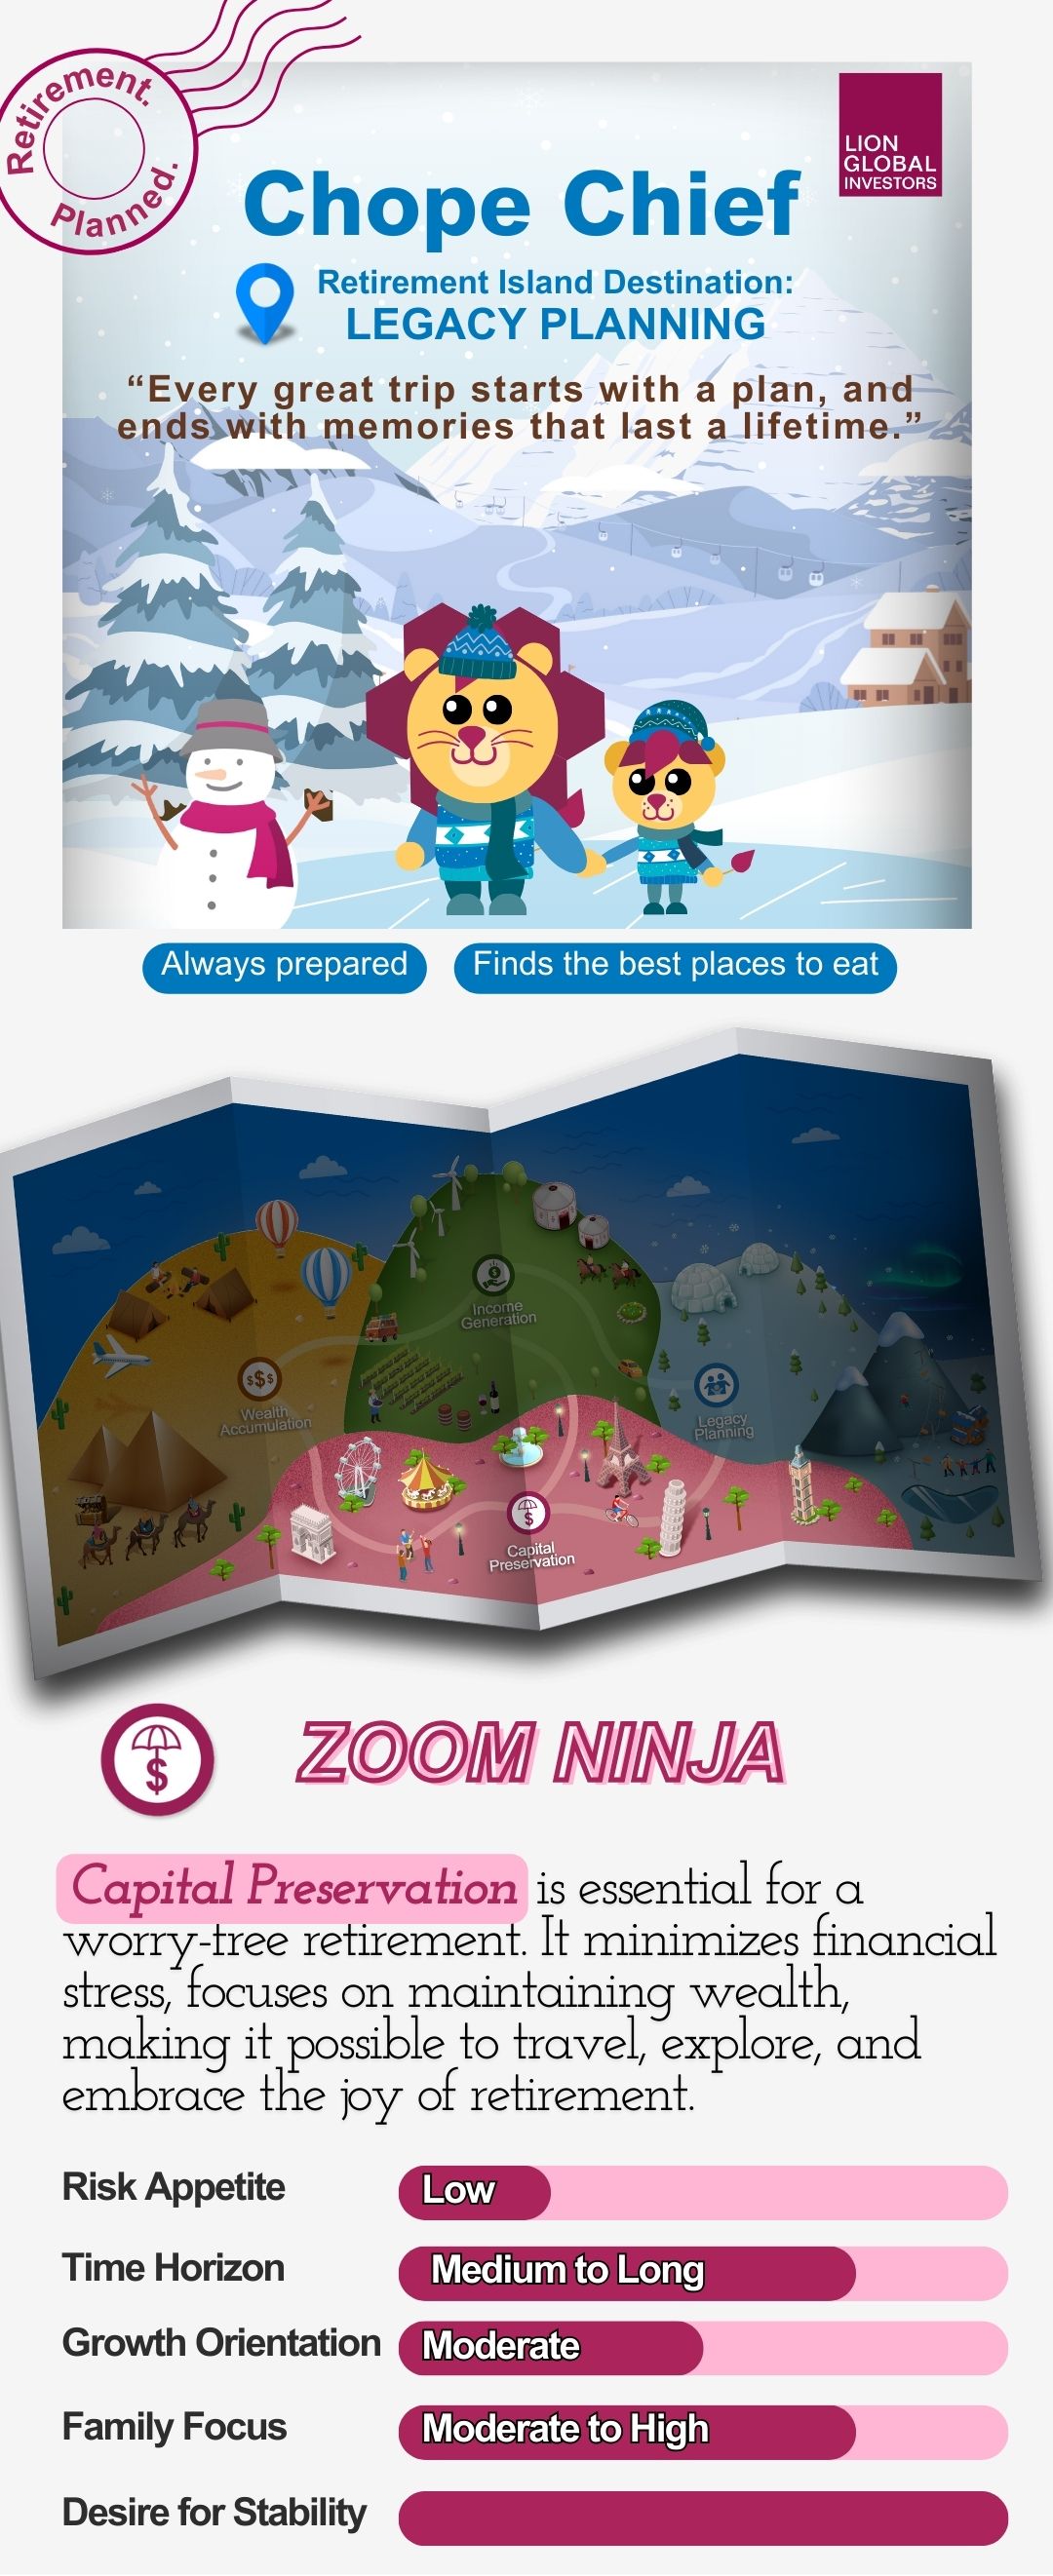 Retirement.
Planned.
LION
GLOBAL
INVESTORS
Chope Chief
Retirement Island Destination:
LEGACY PLANNING
“Every great trip starts with a plan, and
ends with memories that last a lifetime.”
Always prepared
Finds the best places to eat
Income
Generation
$$$
Wealth
Accumulation
Legacy
Planning
$
Capital
Preservation
$
ZOOM NINJA
Capital Preservation is essential for a
worry-free retirement. It minimizes financial
stress, focuses on maintaining wealth,
making it possible to travel, explore, and
embrace the joy of retirement.
Risk Appetite
Low
Time Horizon
Medium to Long
Growth Orientation
Moderate
Family Focus
Moderate to High
Desire for Stability